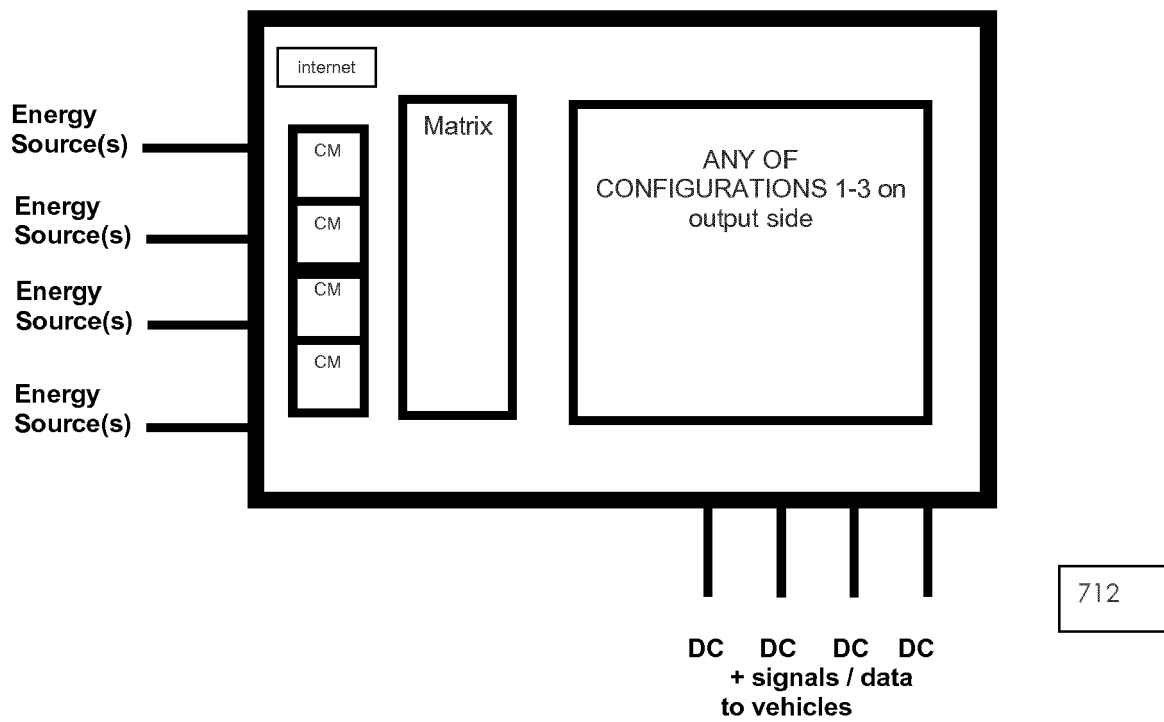 internet
Energy
Source(s)
Energy
Source(s)
Energy
Source(s)
Energy
Source(s)
CM
CM
CM
CM
Matrix
ANY OF
CONFIGURATIONS 1-3 on
output side
712
DC DC DC DC
+ signals / data
to vehicles